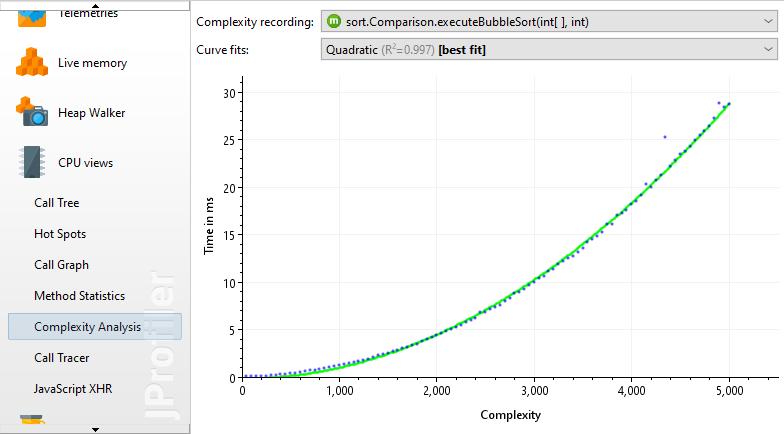 Telemetries
Live memory
Heap Walker
CPU views
Call Tree
Hot Spots
Call Graph
Method Statistics
Complexity Analysis
Call Tracer
JavaScript XHR
JProfiler
Complexity recording:
m sort.Comparison.executeBubbleSort(int[ ], int)
Curve fits:
Quadratic (R²=0.997) [best fit]
30
25
20
15
10
5
0
Time in ms
0 1,000 2,000 3,000 4,000 5,000
Complexity